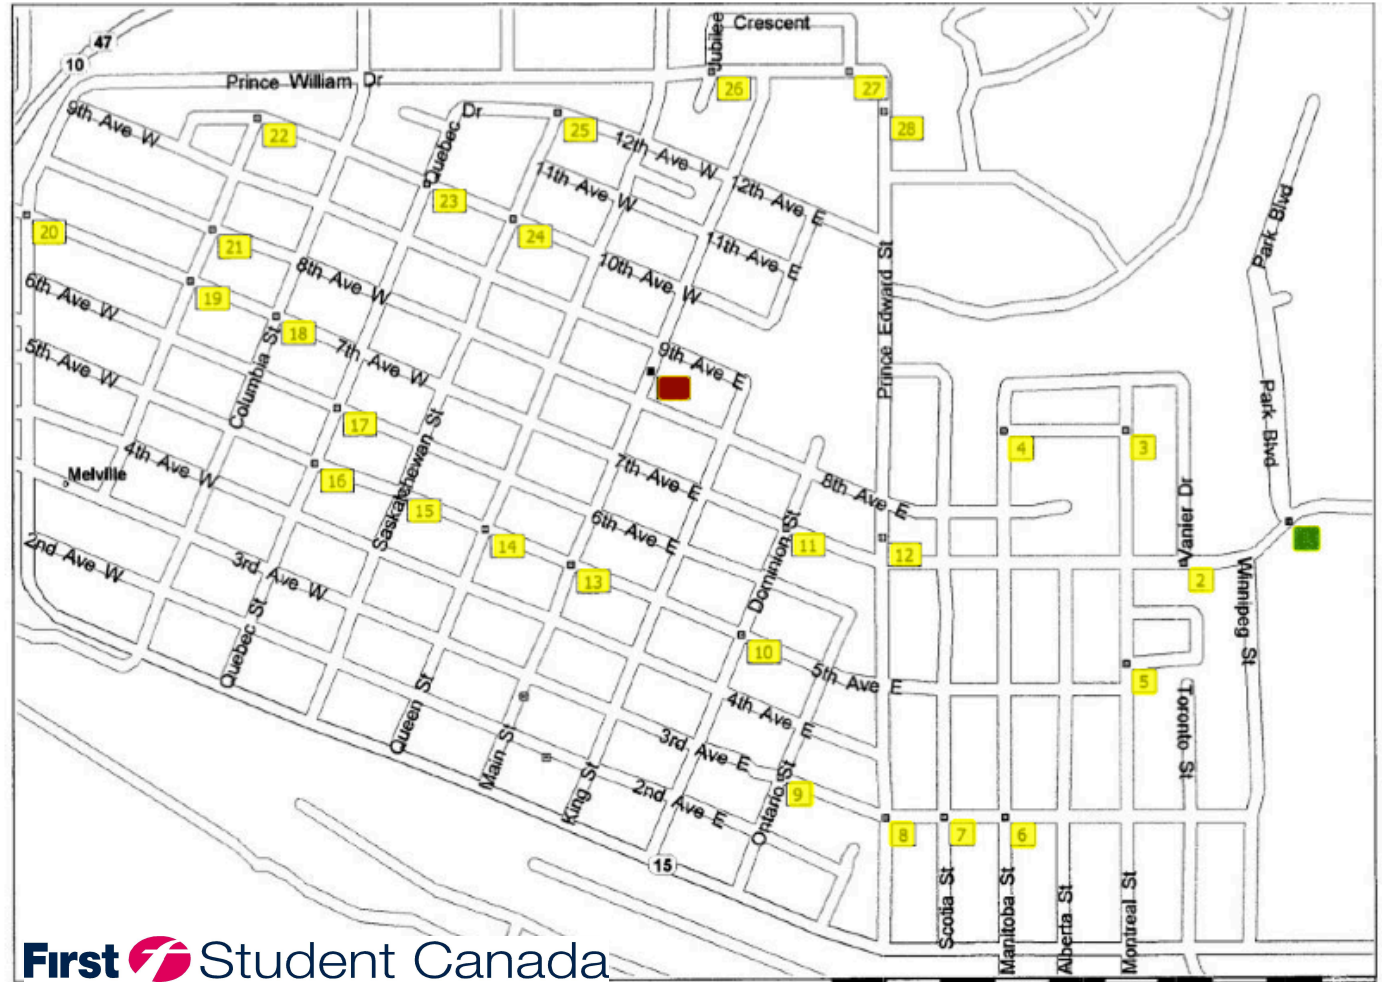 47
10
Jubilee
Crescent
Prince William Dr
26
27
28
9th Ave W
22
Quebec Dr
25
12th Ave W
11th Ave W
12th Ave E
23
24
20
21
11th Ave E
10th Ave W
Park Blvd
8th Ave W
6th Ave W
19
18
7th Ave W
9th Ave E
Prince Edward St
5th Ave W
Columbia St
17
4
3
Park Blvd
4th Ave W
Melville
16
Saskatchewan St
15
7th Ave E
8th Ave E
6th Ave E
14
13
Dominion St
11
12
Vanier Dr
2
Winnipeg St
2nd Ave W
3rd Ave W
Quebec St
10
5th Ave E
5
Toronto St
Queen St
Main St
King St
4th Ave E
3rd Ave E
2nd Ave E
Ontario St
9
8
7
6
15
Scotia St
Manitoba St
Alberta St
Montreal St
First Student Canada